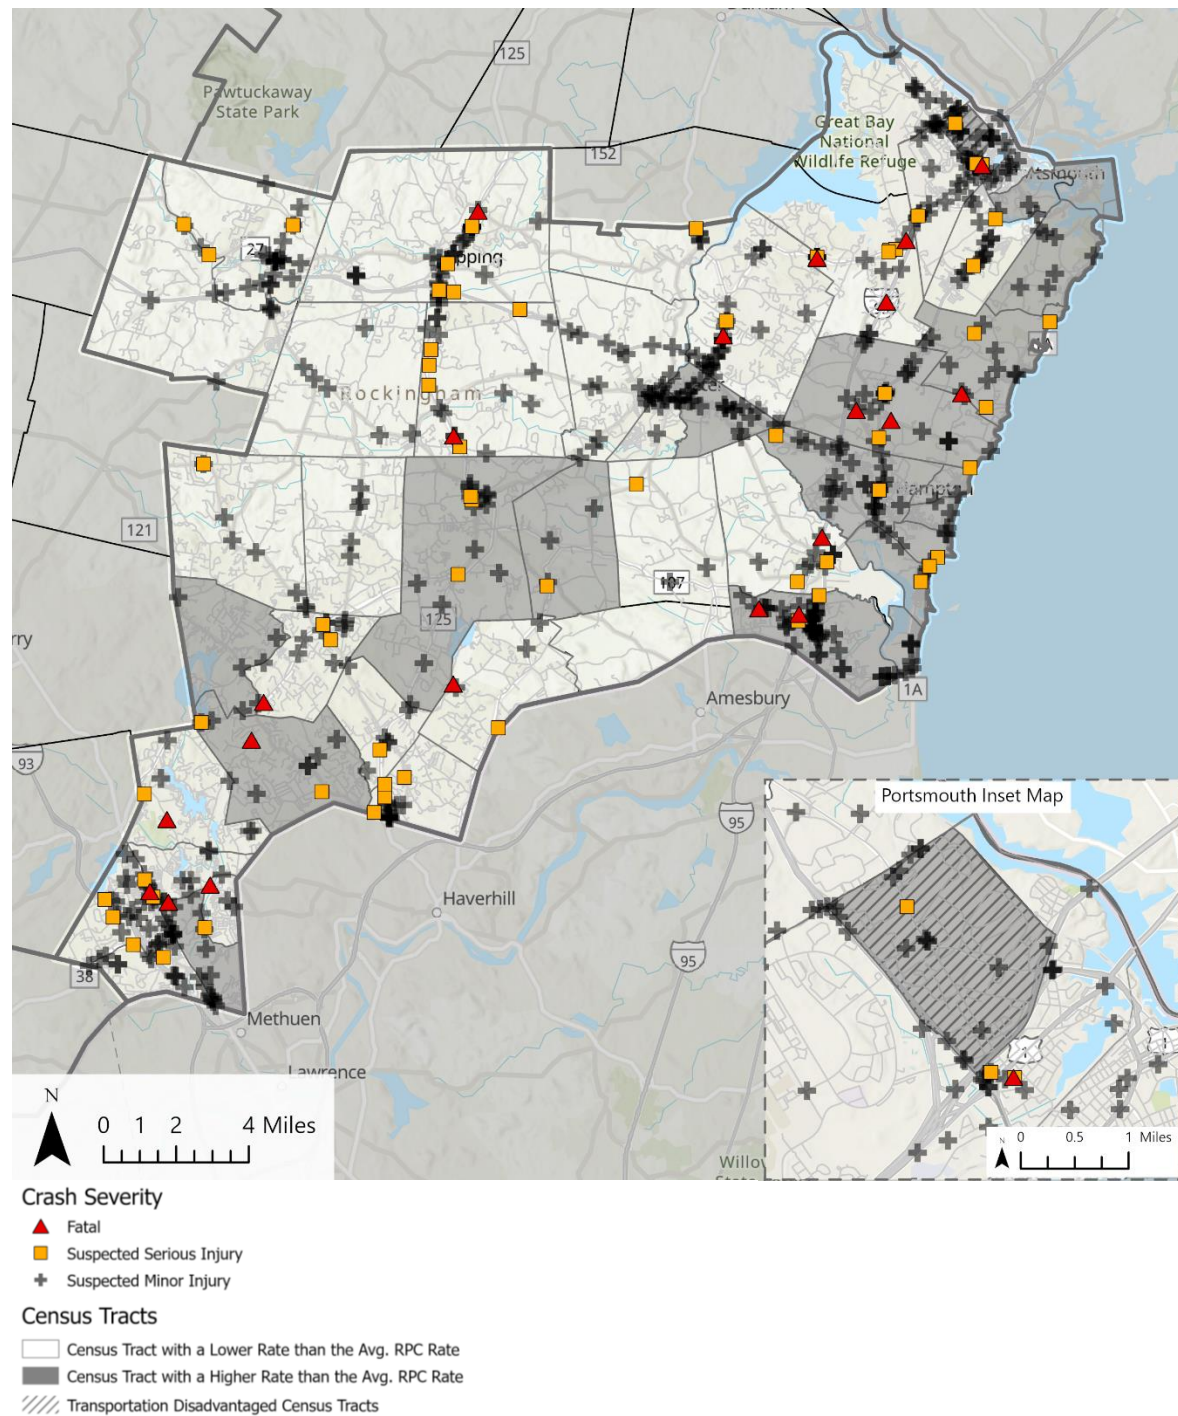 125
Durham
Pawtuckaway
State Park
152
Great Bay
National
Wildlife Refuge
27
pping
Rockingham
1A
121
107
125
Amesbury
1A
93
95
Portsmouth Inset Map
Haverhill
95
38
Methuen
Lawrence
N
0 1 2 4 Miles
N
0 0.5 1 Miles
Crash Severity
Fatal
Suspected Serious Injury
Suspected Minor Injury
Census Tracts
Census Tract with a Lower Rate than the Avg. RPC Rate
Census Tract with a Higher Rate than the Avg. RPC Rate
Transportation Disadvantaged Census Tracts